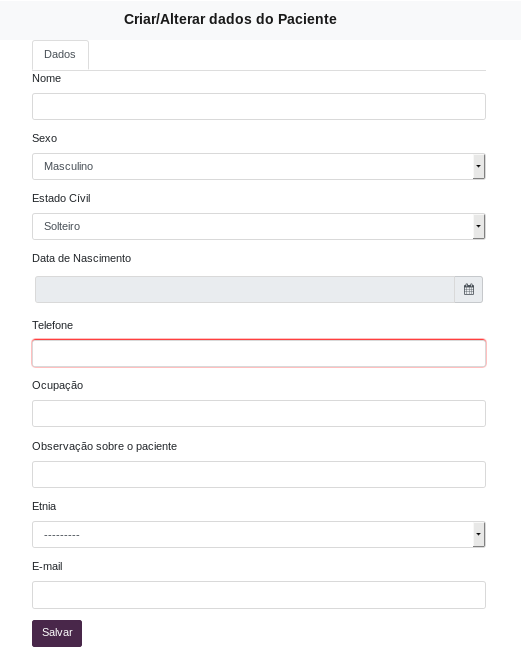 Criar/Alterar dados do Paciente
Dados
Nome
Sexo
Masculino
Estado Cívil
Solteiro
Data de Nascimento
Telefone
Ocupação
Observação sobre o paciente
Etnia
---------
E-mail
Salvar